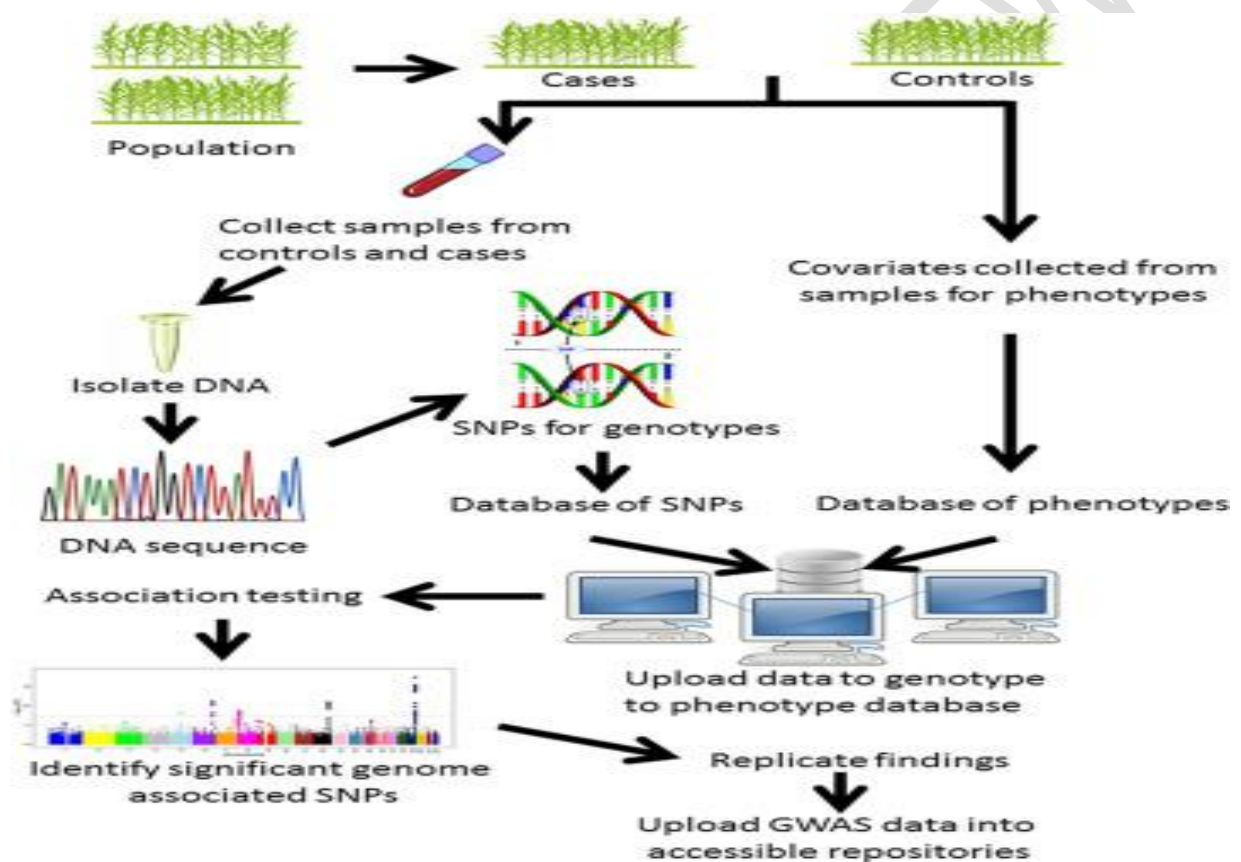 Cases
Controls
Population
Collect samples from
controls and cases
Covariates collected from
samples for phenotypes
Isolate DNA
SNPs for genotypes
DNA sequence
Database of SNPs
Database of phenotypes
Association testing
Upload data to genotype
to phenotype database
Identify significant genome
associated SNPs
Replicate findings
Upload GWAS data into
accessible repositories